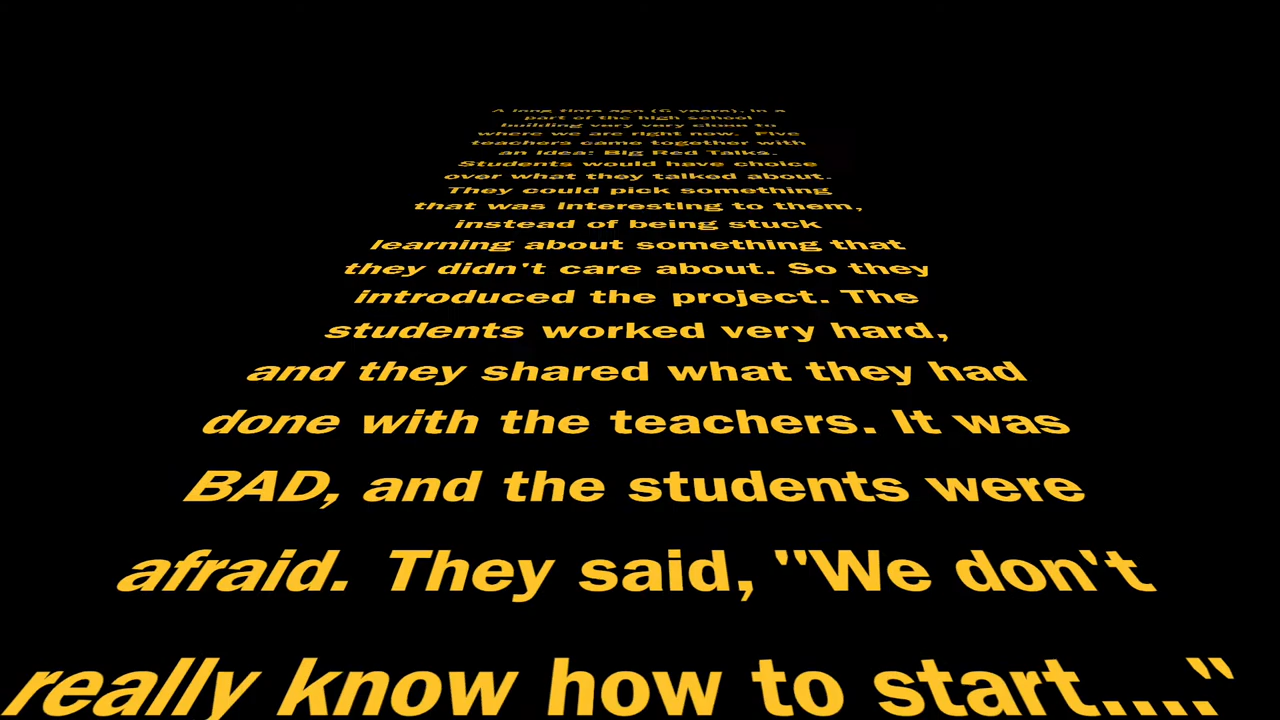 A long time ago (6 years), in a
part of the high school
building very very close to
where we are right now. Five
teachers came together with
an idea: Big Red Talks.
Students would have choice
over what they talked about.
They could pick something
that was interesting to them,
instead of being stuck
learning about something that
they didn't care about. So they
introduced the project. The
students worked very hard,
and they shared what they had
done with the teachers. It was
BAD, and the students were
afraid. They said, "We don't
really know how to start...."